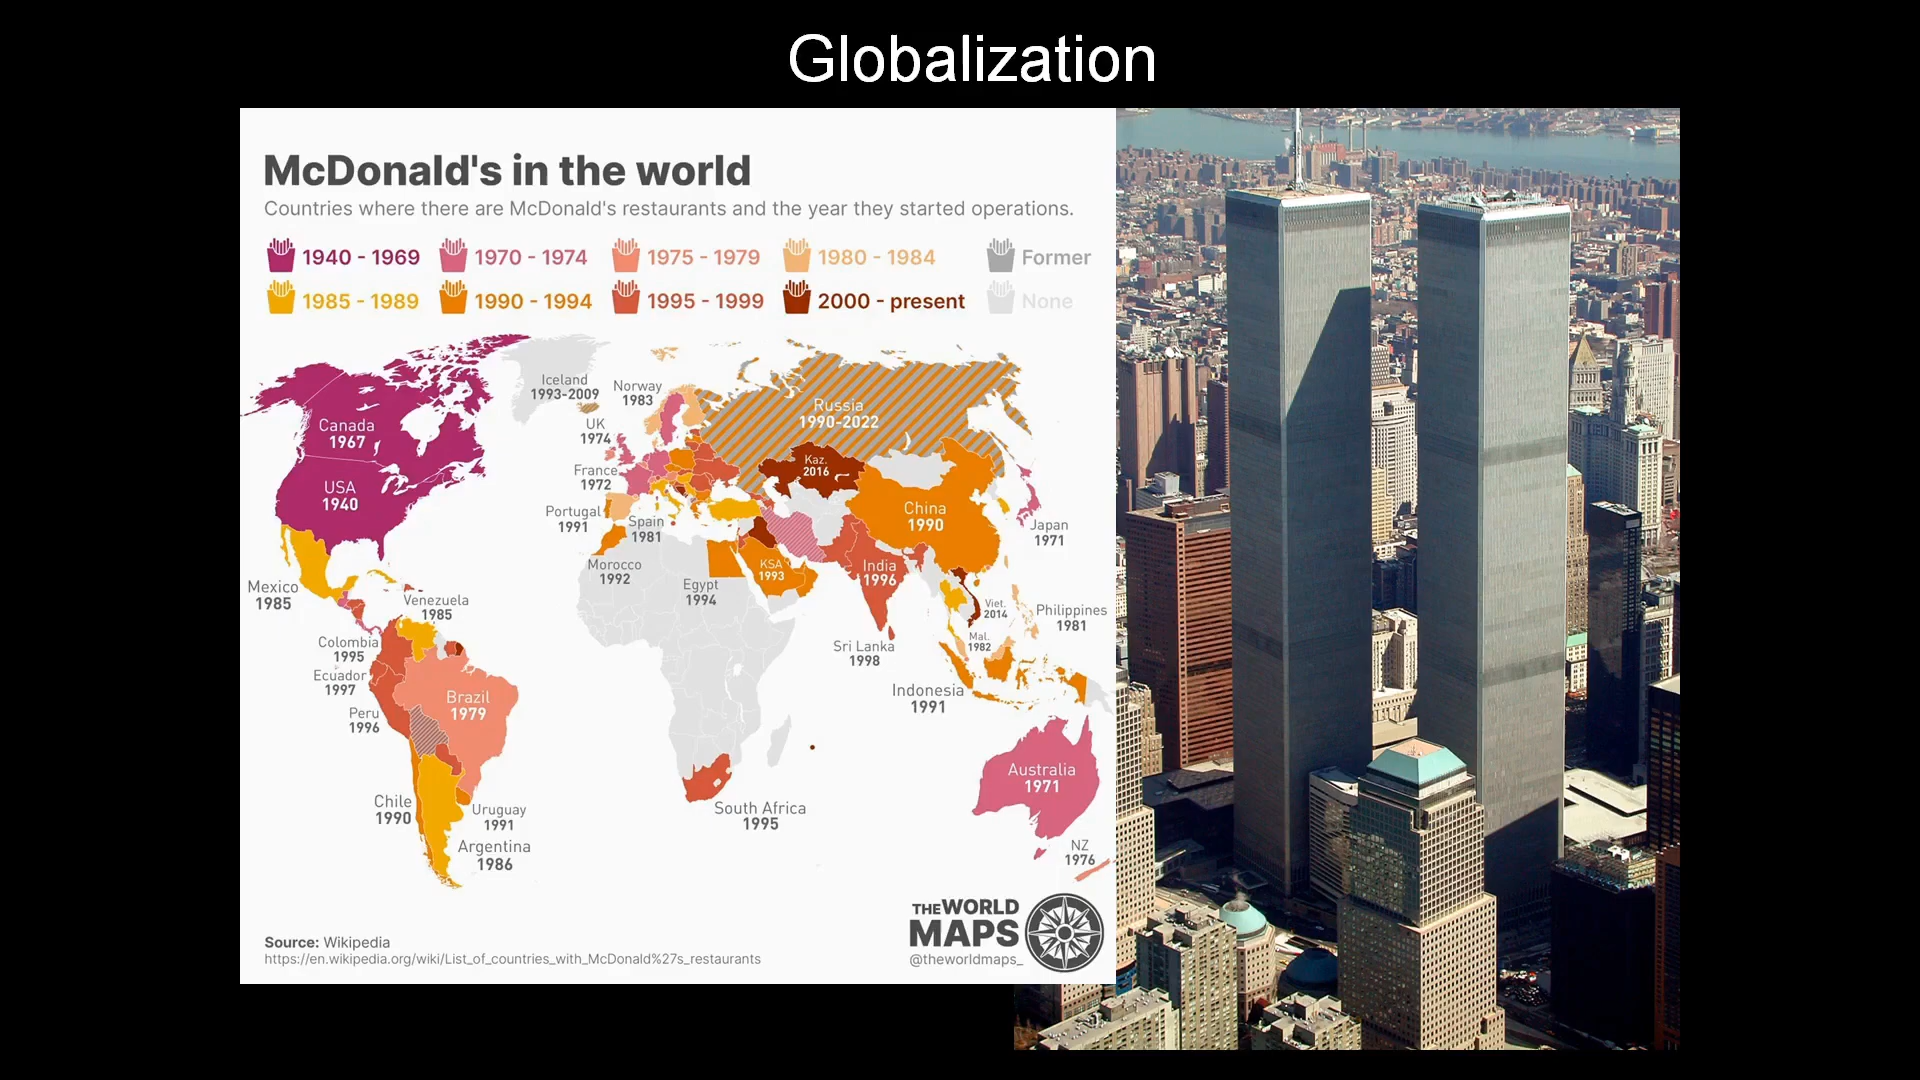 Globalization
McDonald's in the world
Countries where there are McDonald's restaurants and the year they started operations.
1940 - 1969
1970 - 1974
1975 - 1979
1980 - 1984
Former
1985 - 1989
1990 - 1994
1995 - 1999
2000 - present
None
Canada
1967
USA
1940
Mexico
1985
Venezuela
1985
Colombia
1995
Ecuador
1997
Peru
1996
Brazil
1979
Chile
1990
Uruguay
1991
Argentina
1986
Iceland
1993-2009
Norway
1983
UK
1974
France
1972
Portugal
1991
Spain
1981
Morocco
1992
Egypt
1994
South Africa
1995
Russia
1990-2022
Kaz.
2016
China
1990
Japan
1971
KSA
1993
India
1996
Sri Lanka
1998
Viet.
2014
Mal.
1982
Philippines
1981
Indonesia
1991
Australia
1971
NZ
1976
THE WORLD
MAPS
@theworldmaps_
Source: Wikipedia
https://en.wikipedia.org/wiki/List_of_countries_with_McDonald%27s_restaurants